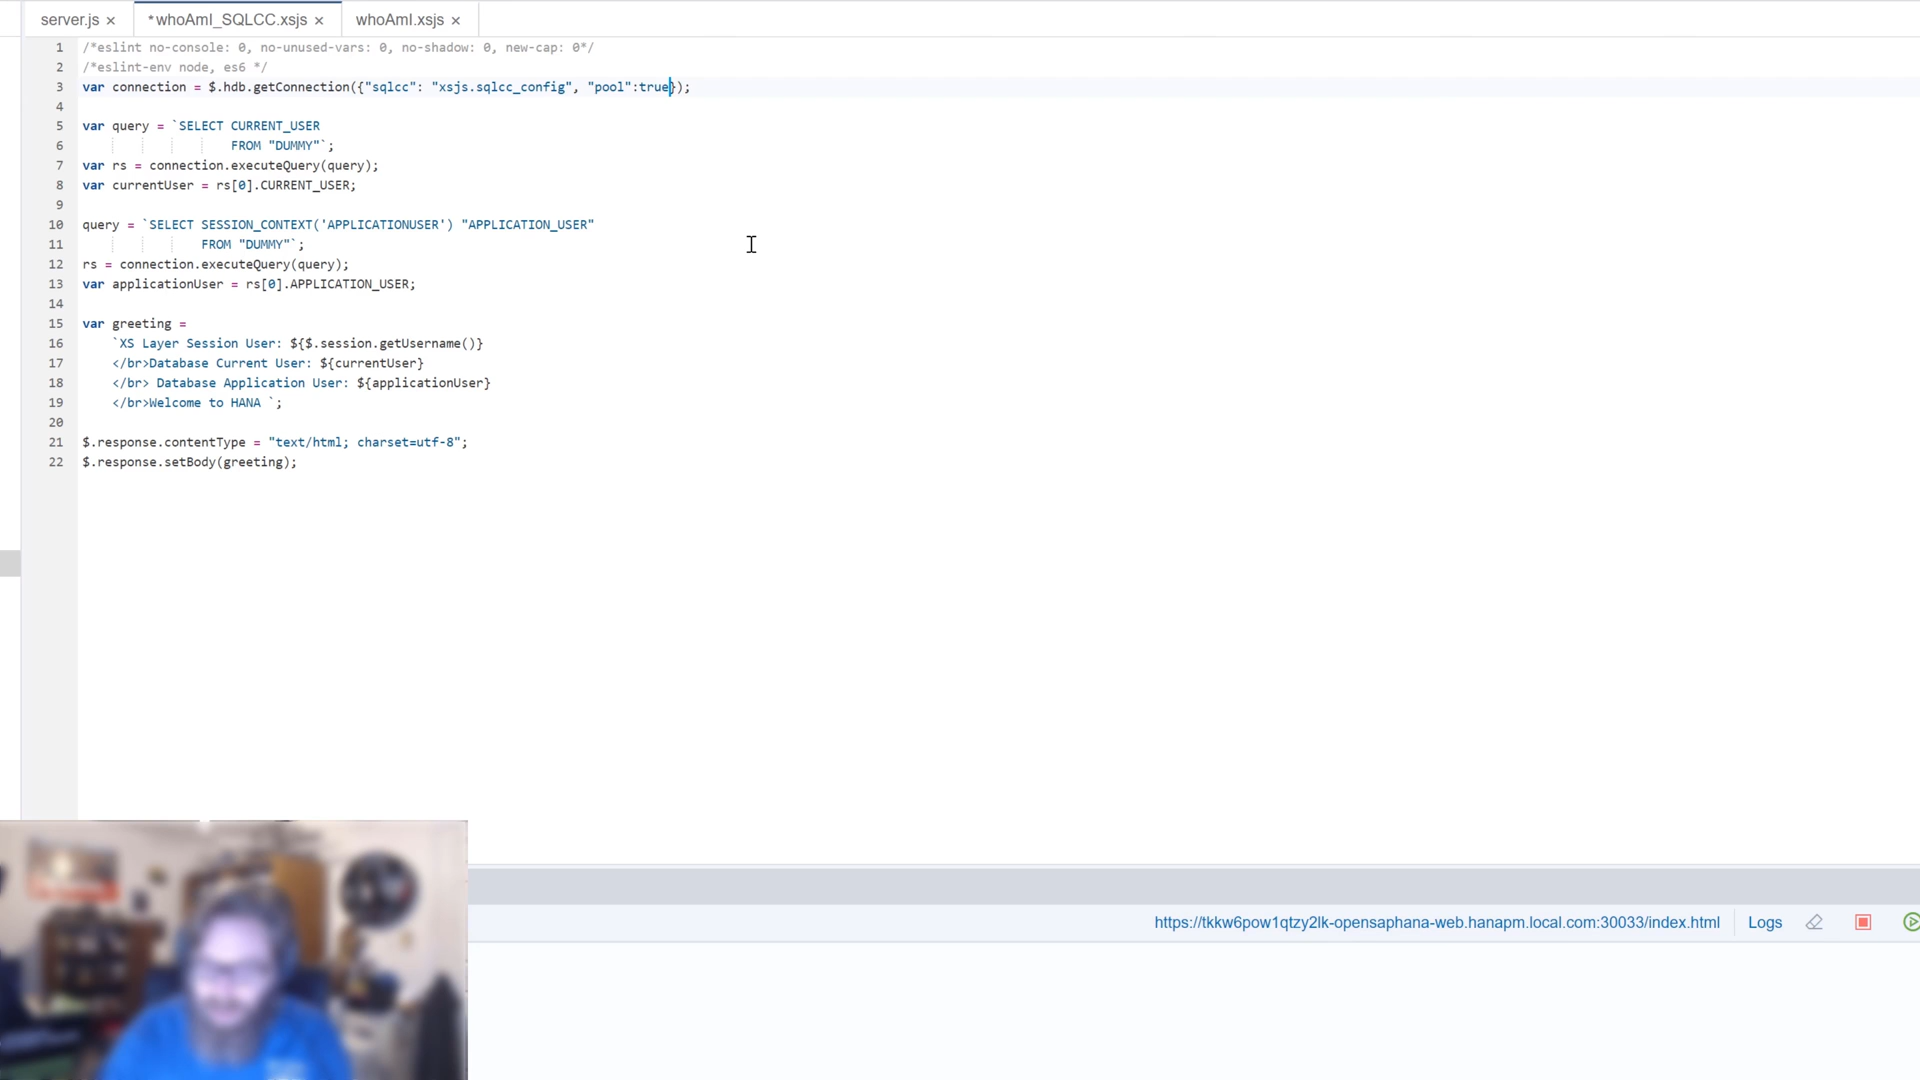 server.js × *whoAmI_SQLCC.xsjs × whoAmI.xsjs ×
1 /*eslint no-console: 0, no-unused-vars: 0, no-shadow: 0, new-cap: 0*/
2 /*eslint-env node, es6 */
3 var connection = $.hdb.getConnection({"sqlcc": "xsjs.sqlcc_config", "pool":true});
4
5 var query = `SELECT CURRENT_USER
6 FROM "DUMMY"`;
7 var rs = connection.executeQuery(query);
8 var currentUser = rs[0].CURRENT_USER;
9
10 query = `SELECT SESSION_CONTEXT('APPLICATIONUSER') "APPLICATION_USER"
11 FROM "DUMMY"`;
12 rs = connection.executeQuery(query);
13 var applicationUser = rs[0].APPLICATION_USER;
14
15 var greeting =
16 `XS Layer Session User: ${$.session.getUsername()}
17 </br>Database Current User: ${currentUser}
18 </br> Database Application User: ${applicationUser}
19 </br>Welcome to HANA `;
20
21 $.response.contentType = "text/html; charset=utf-8";
22 $.response.setBody(greeting);
https://tkkw6pow1qtzy2lk-opensaphana-web.hanapm.local.com:30033/index.html Logs